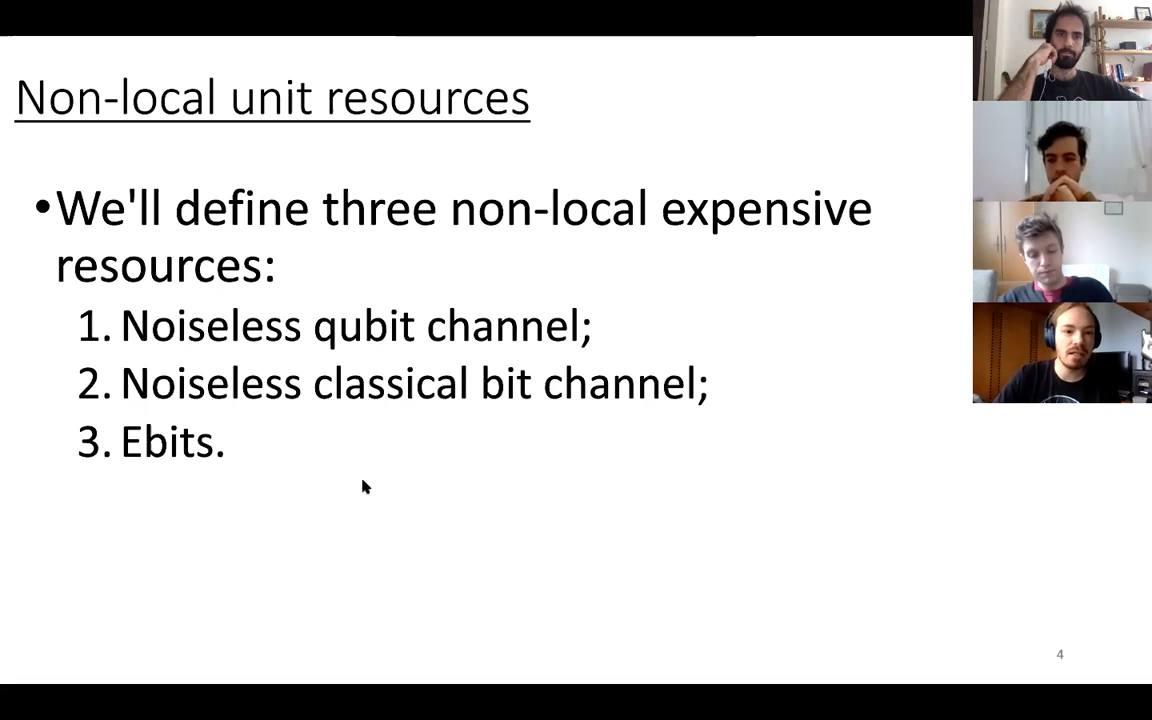 Non-local unit resources
•We'll define three non-local expensive
resources:
1. Noiseless qubit channel;
2. Noiseless classical bit channel;
3. Ebits.
4